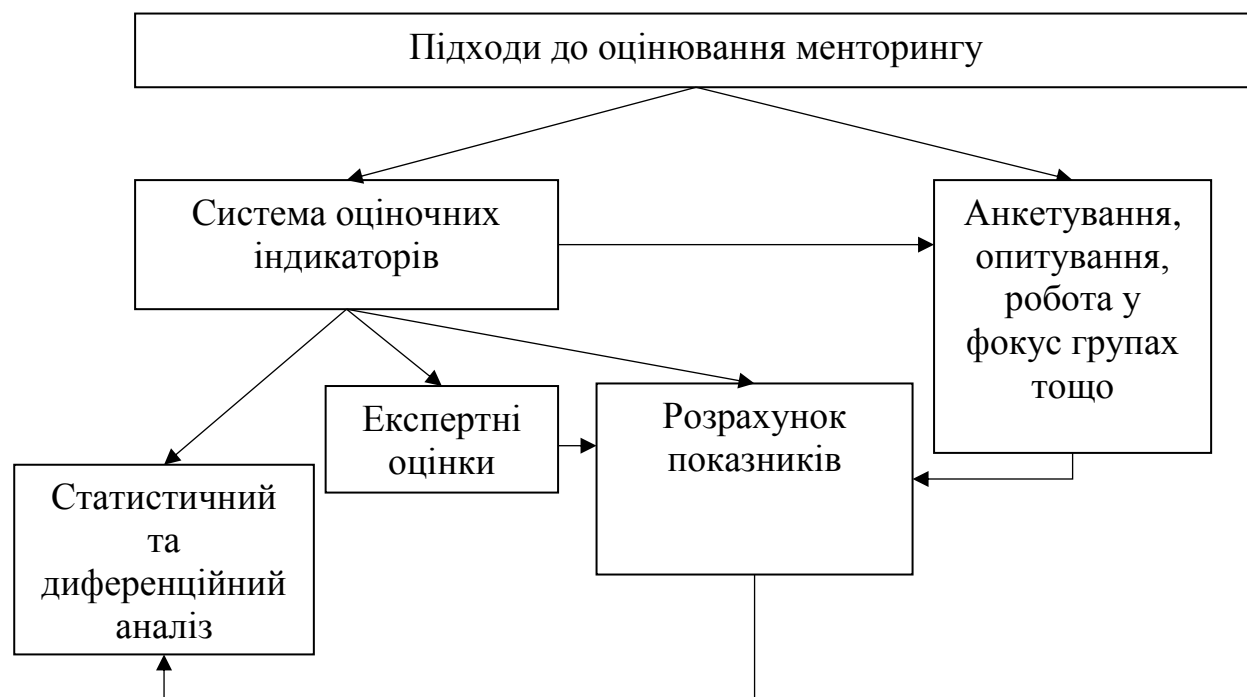 Підходи до оцінювання менторингу
Система оціночних
індикаторів
Анкетування,
опитування,
робота у
фокус групах
тощо
Експертні
оцінки
Розрахунок
показників
Статистичний
та
диференційний
аналіз